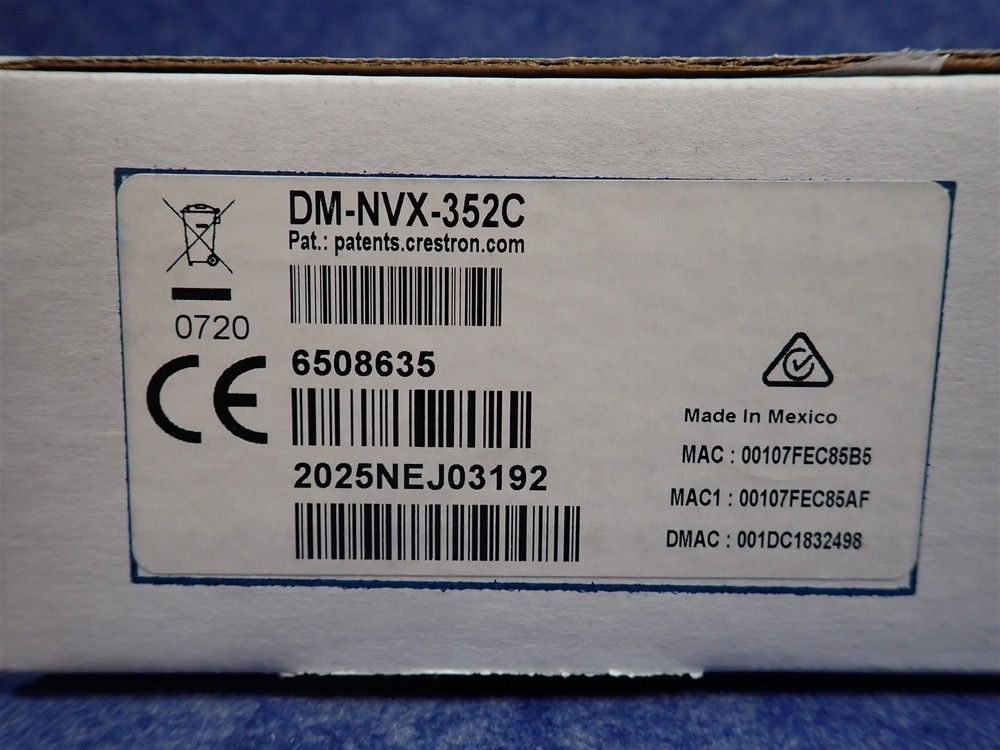 DM-NVX-352C
Pat.: patents.crestron.com
0720
CE
6508635
2025NEJ03192
Made In Mexico
MAC : 00107FEC85B5
MAC1 : 00107FEC85AF
DMAC : 001DC1832498